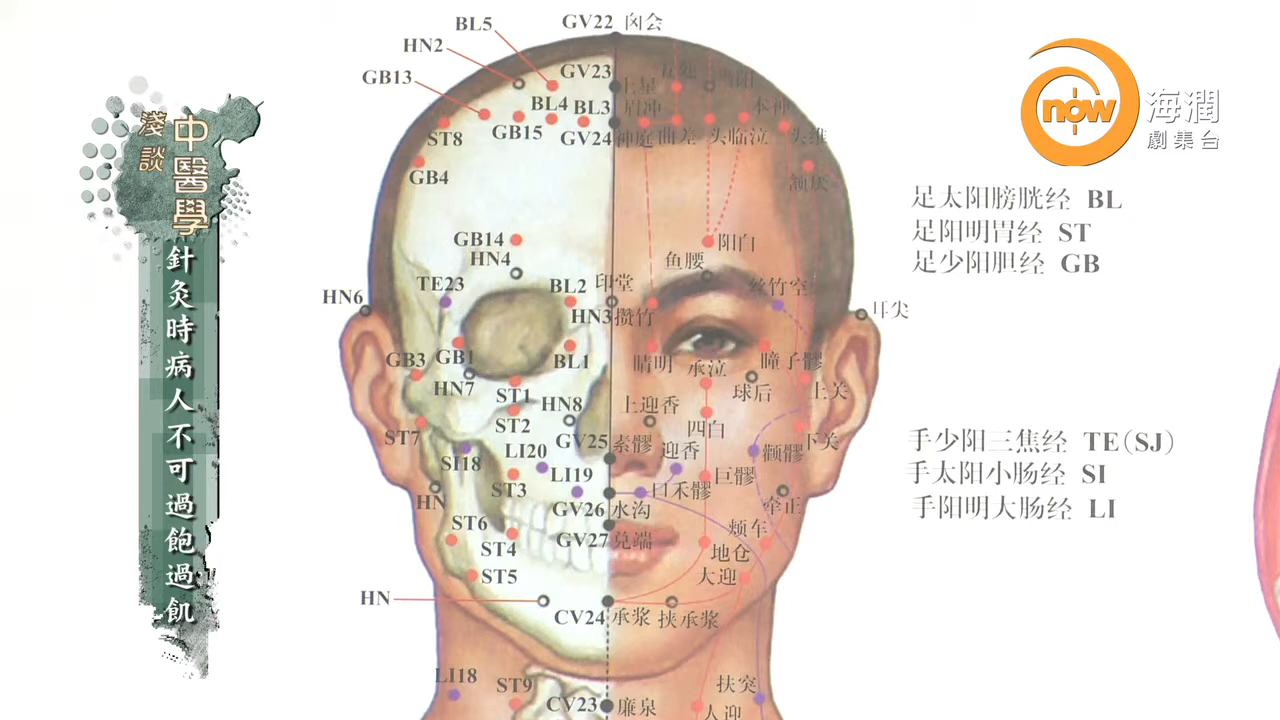 淺談
中醫學
針灸時病人不可過飽過飢
now
海潤
劇集台
BL5
GV22 囟会
HN2
GB13
GV23
上星
BL4
BL3
眉冲
本神
ST8
GB15
GV24
神庭
曲差
头临泣
头维
GB4
颔厌
GB14
阳白
HN4
鱼腰
TE23
BL2
印堂
丝竹空
HN6
HN3
攒竹
耳尖
GB3
GB1
BL1
睛明
承泣
瞳子髎
HN7
ST1
球后
上关
HN8
上迎香
ST2
四白
ST7
GV25
素髎
迎香
下关
SI18
LI20
颧髎
LI19
巨髎
ST3
HN
口禾髎
牵正
GV26
水沟
ST6
颊车
ST4
GV27
兑端
地仓
ST5
大迎
HN
CV24
承浆
挟承浆
LI18
ST9
扶突
CV23
廉泉
人迎
足太阳膀胱经 BL
足阳明胃经 ST
足少阳胆经 GB
手少阳三焦经 TE(SJ)
手太阳小肠经 SI
手阳明大肠经 LI